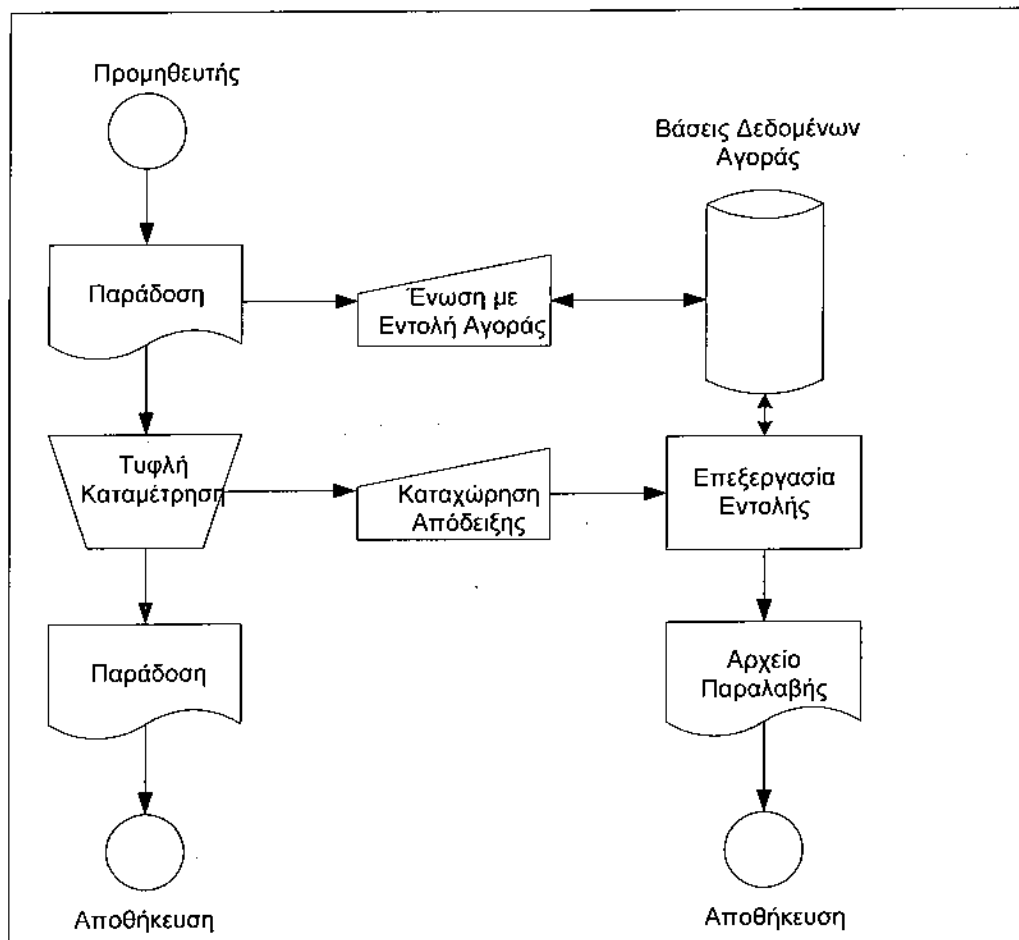 Προμηθευτής
Βάσεις Δεδομένων
Αγοράς
Παράδοση
Ένωση με
Εντολή Αγοράς
Τυφλή
Καταμέτρηση
Καταχώρηση
Απόδειξης
Επεξεργασία
Εντολής
Παράδοση
Αρχείο
Παραλαβής
Αποθήκευση
Αποθήκευση